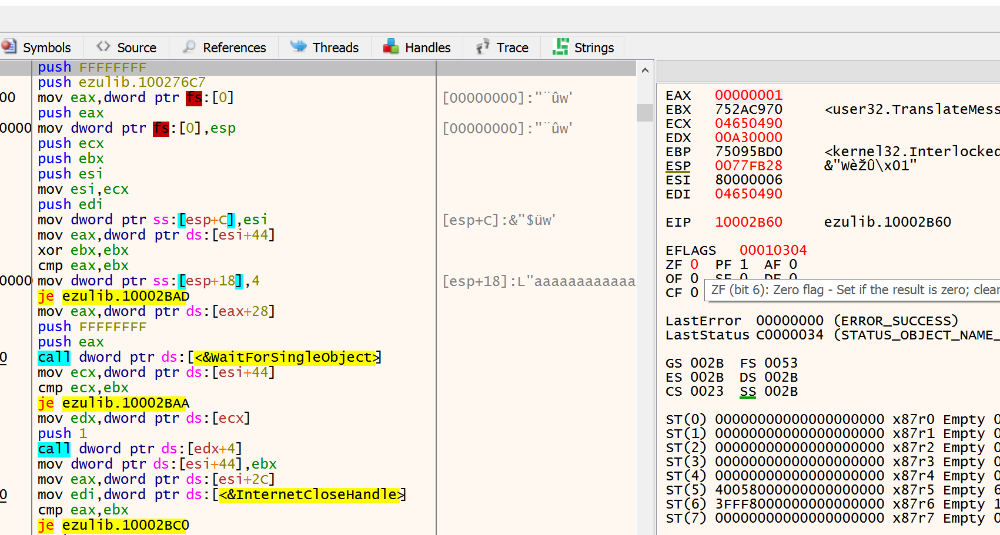 Symbols Source References Threads Handles Trace Strings
push FFFFFFFF
push ezulib.100276C7
00 mov eax,dword ptr fs:[0] [00000000]:"¨ûw'
push eax
0000 mov dword ptr fs:[0],esp [00000000]:"¨ûw'
push ecx
push ebx
push esi
mov esi,ecx
push edi
mov dword ptr ss:[esp+C],esi [esp+C]:&"$üw'
mov eax,dword ptr ds:[esi+44]
xor ebx,ebx
cmp eax,ebx
0000 mov dword ptr ss:[esp+18],4 [esp+18]:L"aaaaaaaaaaaa
je ezulib.10002BAD
mov eax,dword ptr ds:[eax+28]
push FFFFFFFF
push eax
0 call dword ptr ds:[<&WaitForSingleObject>]
mov ecx,dword ptr ds:[esi+44]
cmp ecx,ebx
je ezulib.10002BAA
mov edx,dword ptr ds:[ecx]
push 1
call dword ptr ds:[edx+4]
mov dword ptr ds:[esi+44],ebx
mov eax,dword ptr ds:[esi+2C]
0 mov edi,dword ptr ds:[<&InternetCloseHandle>]
cmp eax,ebx
je ezulib.10002BC0
EAX 00000001
EBX 752AC970 <user32.TranslateMess
ECX 04650490
EDX 00A30000
EBP 75095BD0 <kernel32.Interlocked
ESP 0077FB28 &"WèŽÛ\x01"
ESI 80000006
EDI 04650490
EIP 10002B60 ezulib.10002B60
EFLAGS 00010304
ZF 0 PF 1 AF 0
OF 0 SF 0 DF 0
CF 0
ZF (bit 6): Zero flag - Set if the result is zero; clear
LastError 00000000 (ERROR_SUCCESS)
LastStatus C0000034 (STATUS_OBJECT_NAME_
GS 002B FS 0053
ES 002B DS 002B
CS 0023 SS 002B
ST(0) 00000000000000000000 x87r0 Empty 0
ST(1) 00000000000000000000 x87r1 Empty 0
ST(2) 00000000000000000000 x87r2 Empty 0
ST(3) 00000000000000000000 x87r3 Empty 0
ST(4) 00000000000000000000 x87r4 Empty 0
ST(5) 40058000000000000000 x87r5 Empty 6
ST(6) 3FFF8000000000000000 x87r6 Empty 1
ST(7) 00000000000000000000 x87r7 Empty 0